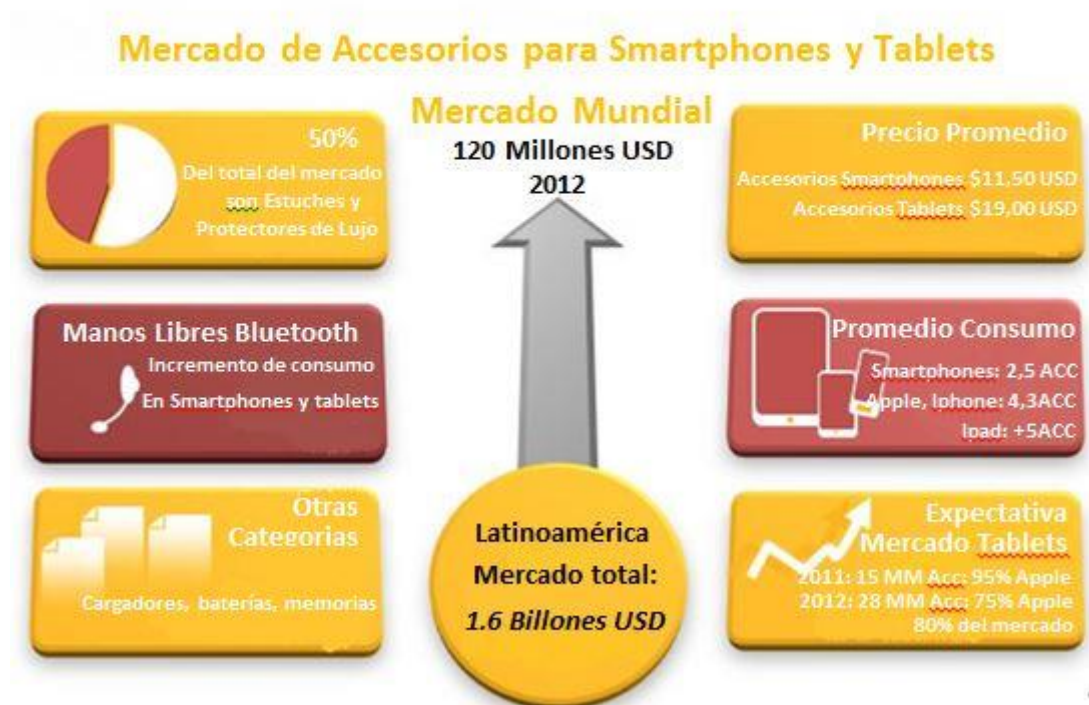 Mercado de Accesorios para Smartphones y Tablets
Mercado Mundial
120 Millones USD
2012
50%
Del total del mercado
son Estuches y
Protectores de Lujo
Manos Libres Bluetooth
Incremento de consumo
En Smartphones y tablets
Otras
Categorias
Cargadores, baterías, memorias
Latinoamérica
Mercado total:
1.6 Billones USD
Precio Promedio
Accesorios Smartphones $11,50 USD
Accesorios Tablets $19,00 USD
Promedio Consumo
Smartphones: 2,5 ACC
Apple, Iphone: 4,3ACC
Ipad: +5ACC
Expectativa
Mercado Tablets
2011: 15 MM Acc: 95% Apple
2012: 28 MM Acc: 75% Apple
80% del mercado